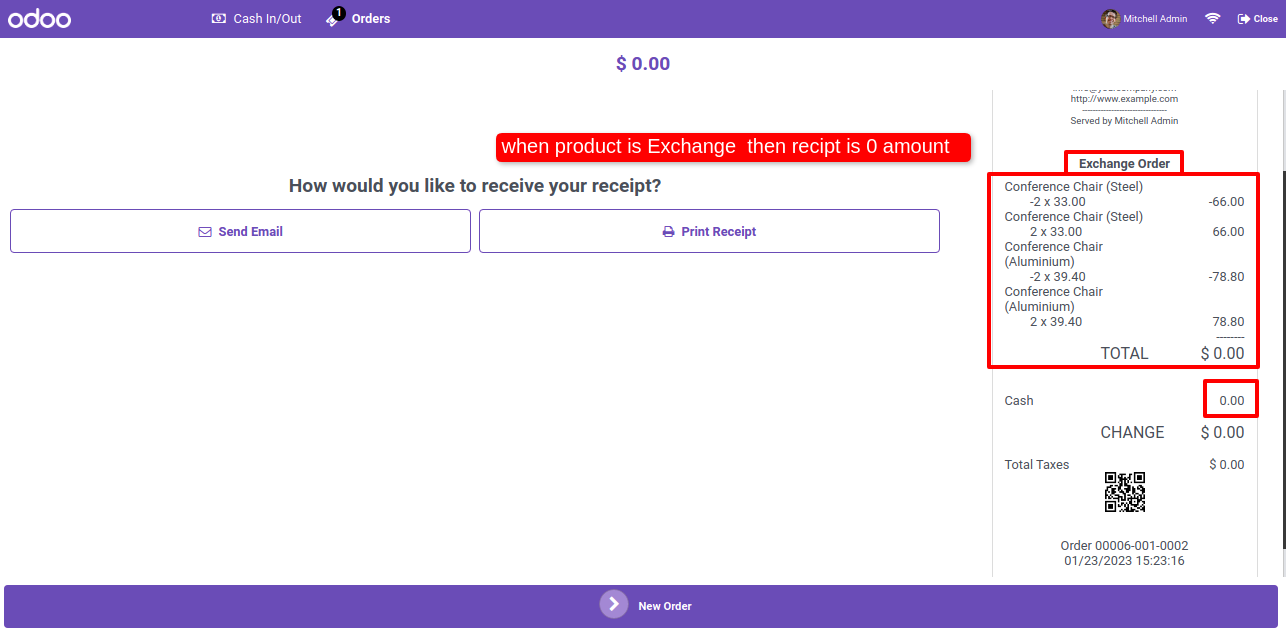 odoo
Cash In/Out
1
Orders
Mitchell Admin
Close
$ 0.00
http://www.example.com
--------------------------------
Served by Mitchell Admin
when product is Exchange  then recipt is 0 amount
Exchange Order
How would you like to receive your receipt?
Send Email
Print Receipt
Conference Chair (Steel)
-2 x 33.00 -66.00
Conference Chair (Steel)
2 x 33.00 66.00
Conference Chair
(Aluminium)
-2 x 39.40 -78.80
Conference Chair
(Aluminium)
2 x 39.40 78.80
--------
TOTAL $ 0.00
Cash 0.00
CHANGE $ 0.00
Total Taxes $ 0.00
Order 00006-001-0002
01/23/2023 15:23:16
New Order